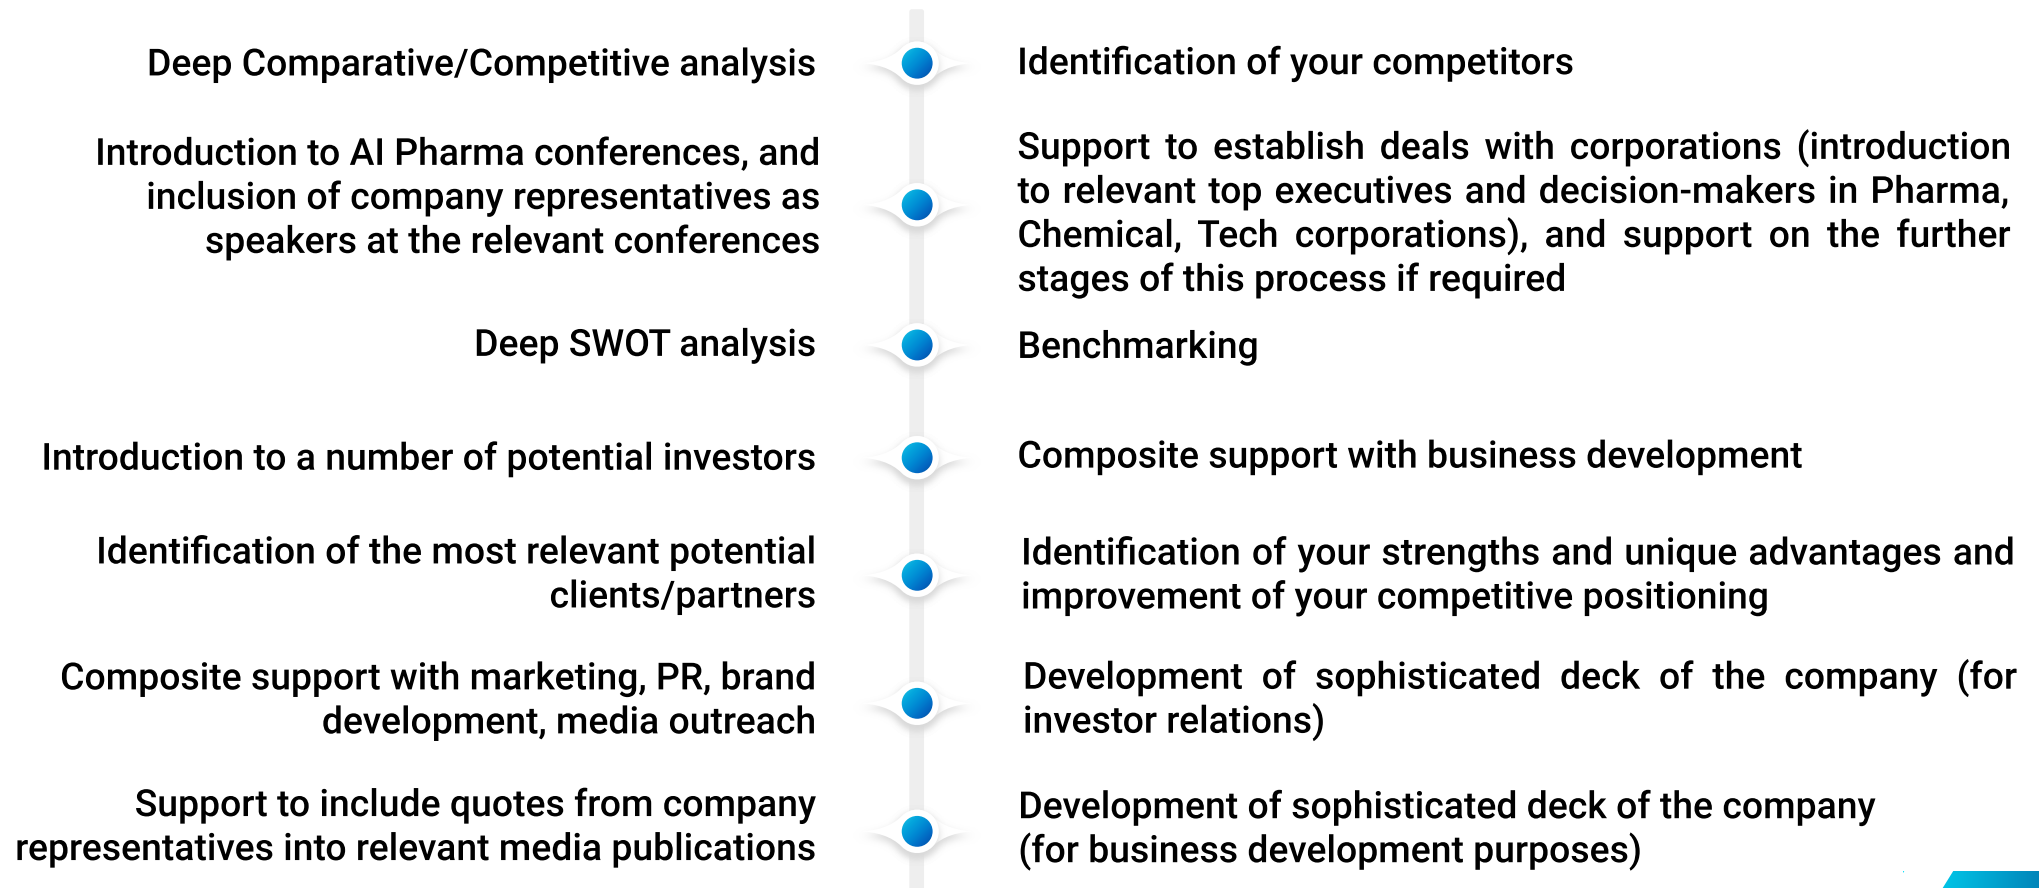 Deep Comparative/Competitive analysis
Identification of your competitors
Introduction to AI Pharma conferences, and
inclusion of company representatives as
speakers at the relevant conferences
Support to establish deals with corporations (introduction
to relevant top executives and decision-makers in Pharma,
Chemical, Tech corporations), and support on the further
stages of this process if required
Deep SWOT analysis
Benchmarking
Introduction to a number of potential investors
Composite support with business development
Identification of the most relevant potential
clients/partners
Identification of your strengths and unique advantages and
improvement of your competitive positioning
Composite support with marketing, PR, brand
development, media outreach
Development of sophisticated deck of the company (for
investor relations)
Support to include quotes from company
representatives into relevant media publications
Development of sophisticated deck of the company
(for business development purposes)